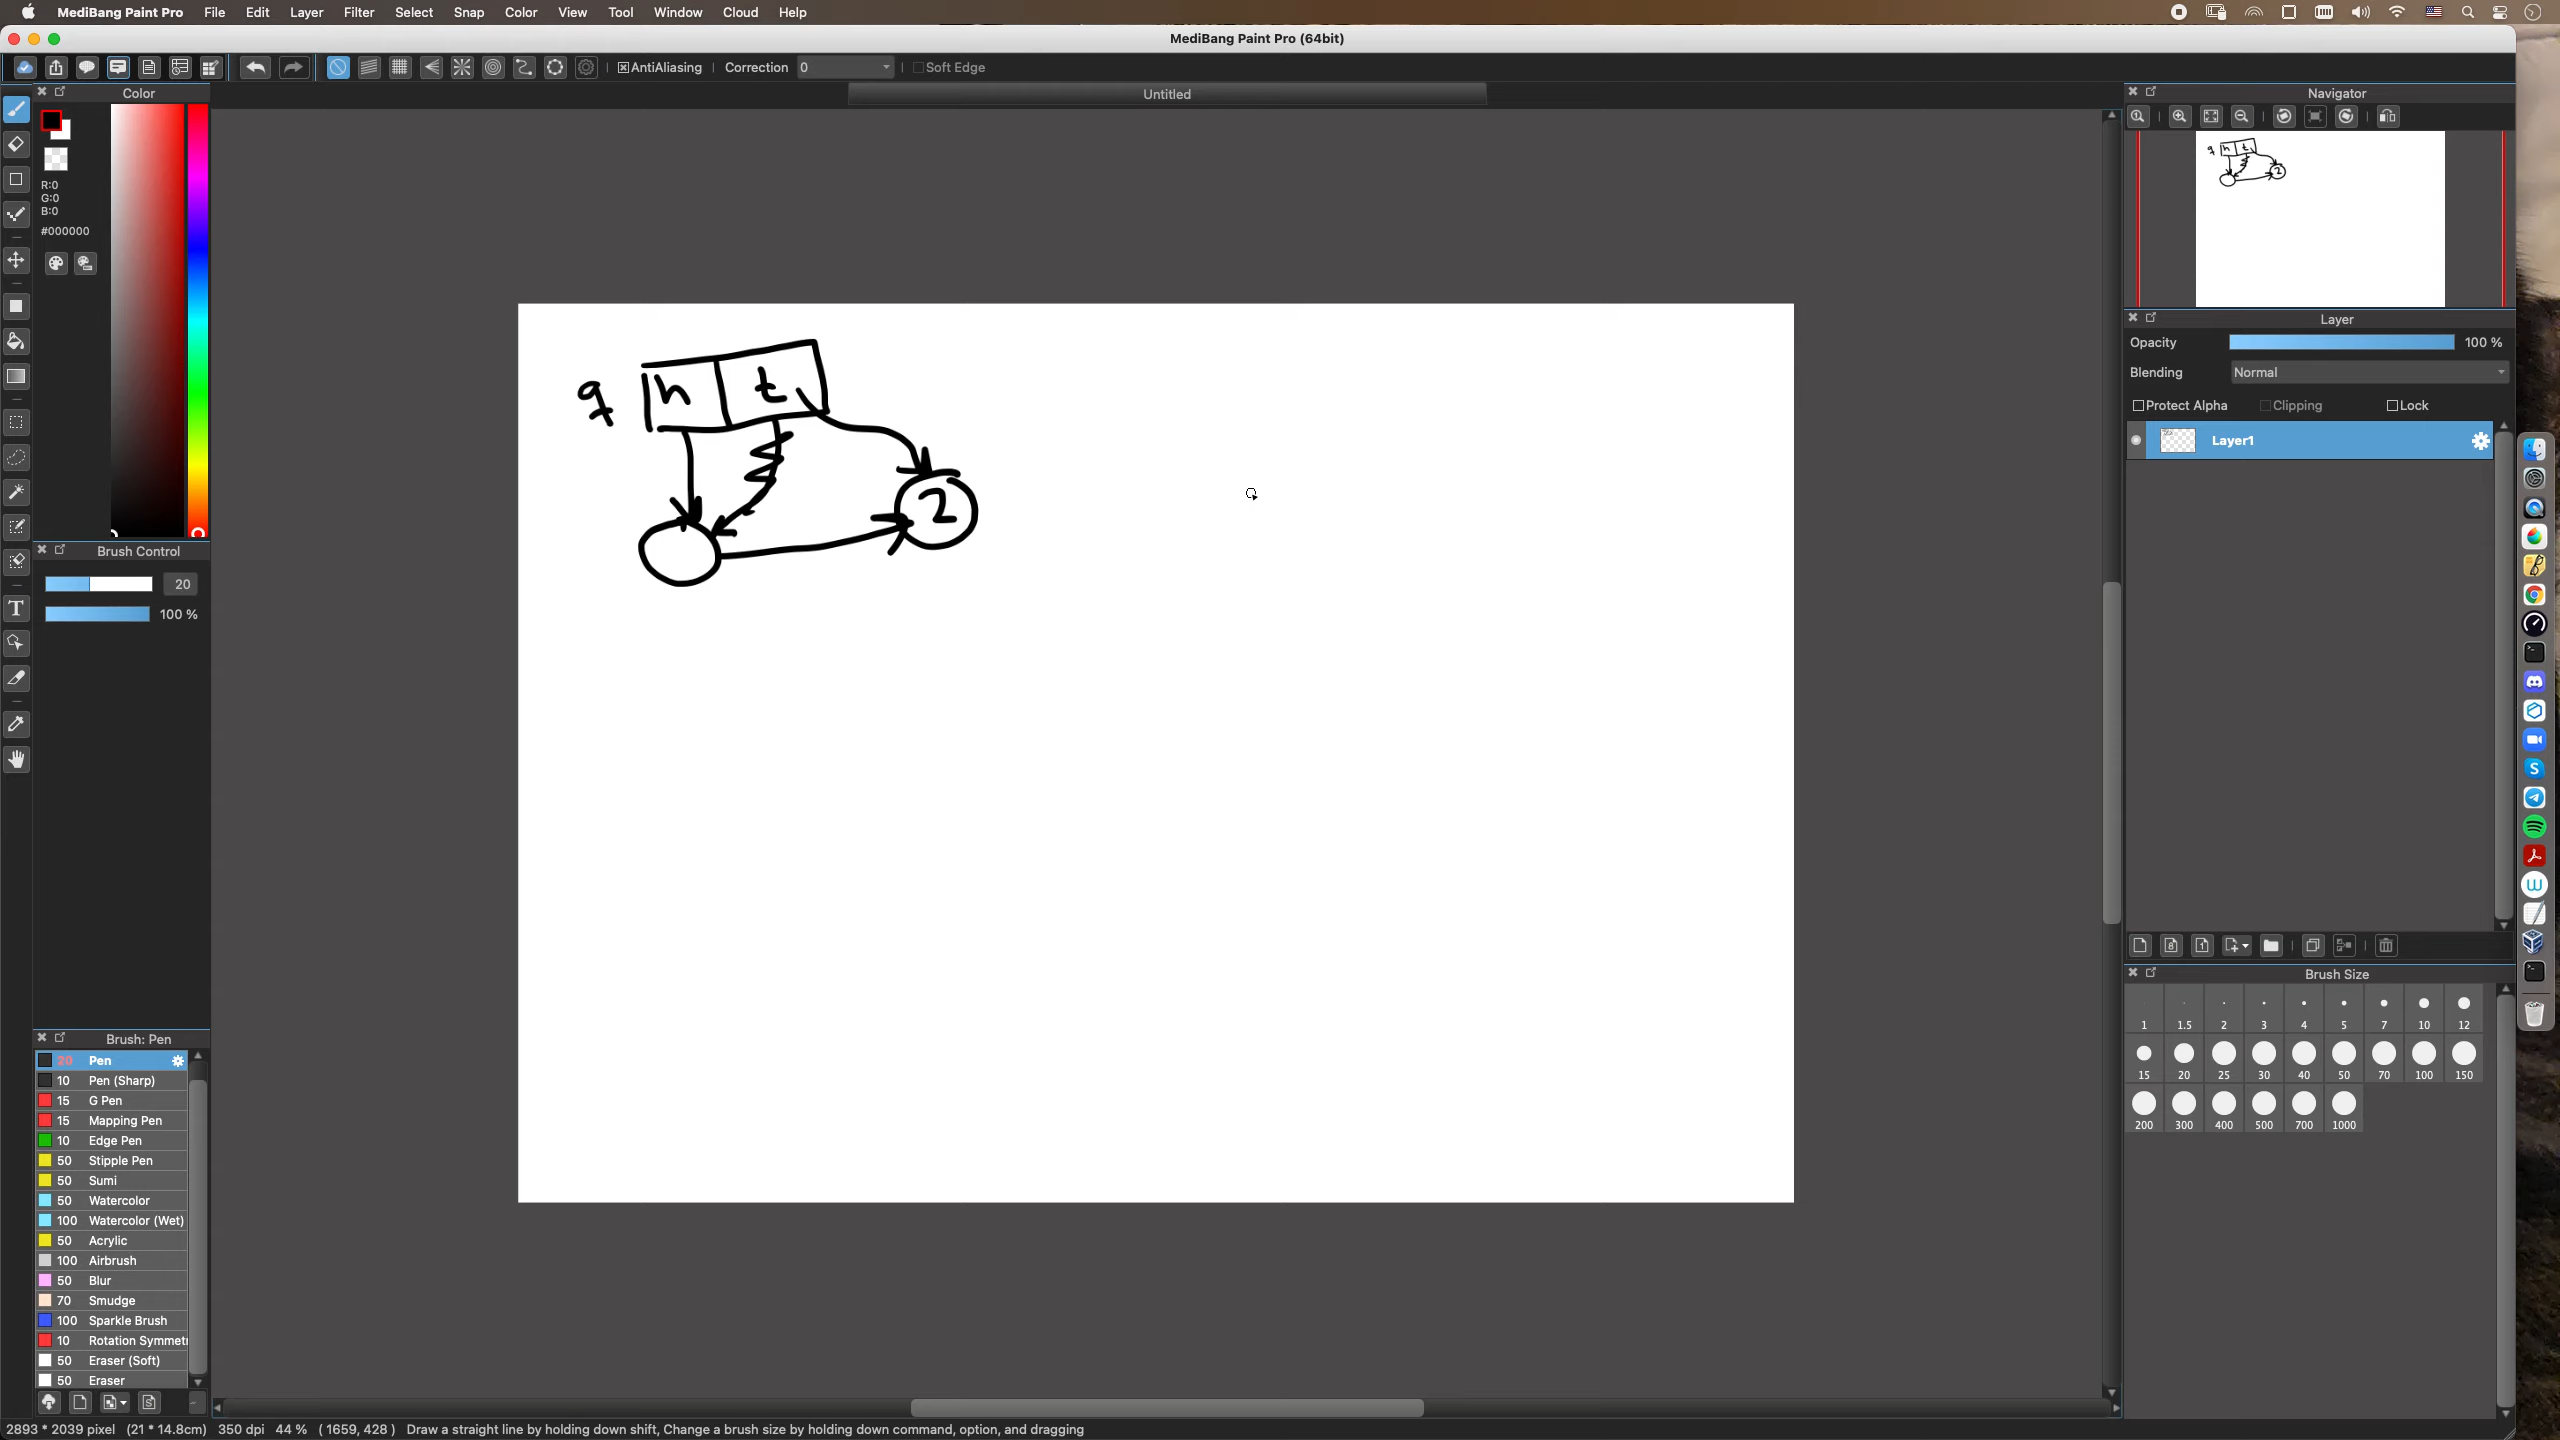 MediBang Paint Pro File Edit Layer Filter Select Snap Color View Tool Window Cloud Help
MediBang Paint Pro (64bit)
AntiAliasing Correction 0 Soft Edge
Color
Untitled
Navigator
R:0
G:0
B:0
#000000
q h t
2
Layer
Opacity 100 %
Blending Normal
Protect Alpha Clipping Lock
Layer1
Brush Control
20
100 %
Brush Size
1 1.5 2 3 4 5 7 10 12
15 20 25 30 40 50 70 100 150
200 300 400 500 700 1000
Brush: Pen
20 Pen
10 Pen (Sharp)
15 G Pen
15 Mapping Pen
10 Edge Pen
50 Stipple Pen
50 Sumi
50 Watercolor
100 Watercolor (Wet)
50 Acrylic
100 Airbrush
50 Blur
70 Smudge
100 Sparkle Brush
10 Rotation Symmetr
50 Eraser (Soft)
50 Eraser
2893 * 2039 pixel (21 * 14.8cm) 350 dpi 44 % ( 1659, 428 ) Draw a straight line by holding down shift, Change a brush size by holding down command, option, and dragging